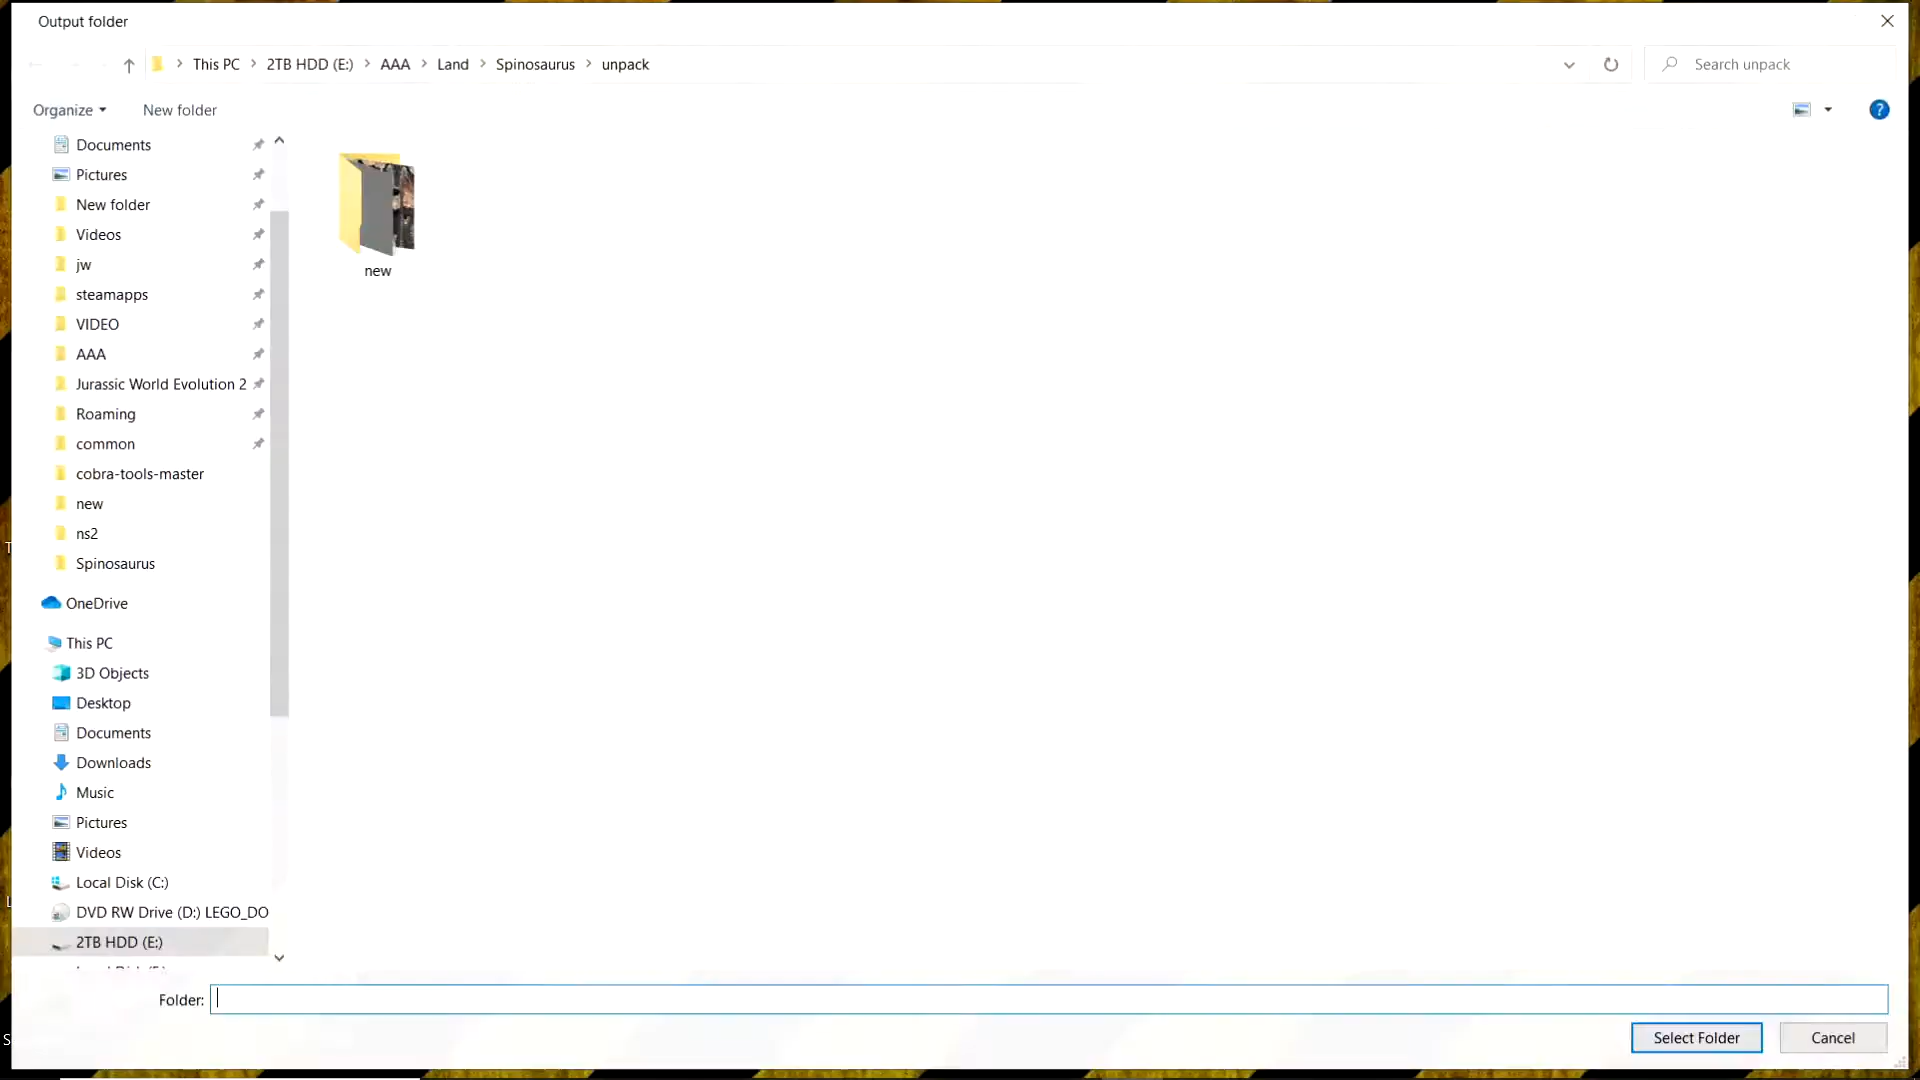 Output folder
This PC > 2TB HDD (E:) > AAA > Land > Spinosaurus > unpack
Search unpack
Organize
New folder
Documents
Pictures
New folder
Videos
jw
steamapps
VIDEO
AAA
Jurassic World Evolution 2
Roaming
common
cobra-tools-master
new
ns2
Spinosaurus
OneDrive
This PC
3D Objects
Desktop
Documents
Downloads
Music
Pictures
Videos
Local Disk (C:)
DVD RW Drive (D:) LEGO_DO
2TB HDD (E:)
new
Folder:
Select Folder
Cancel